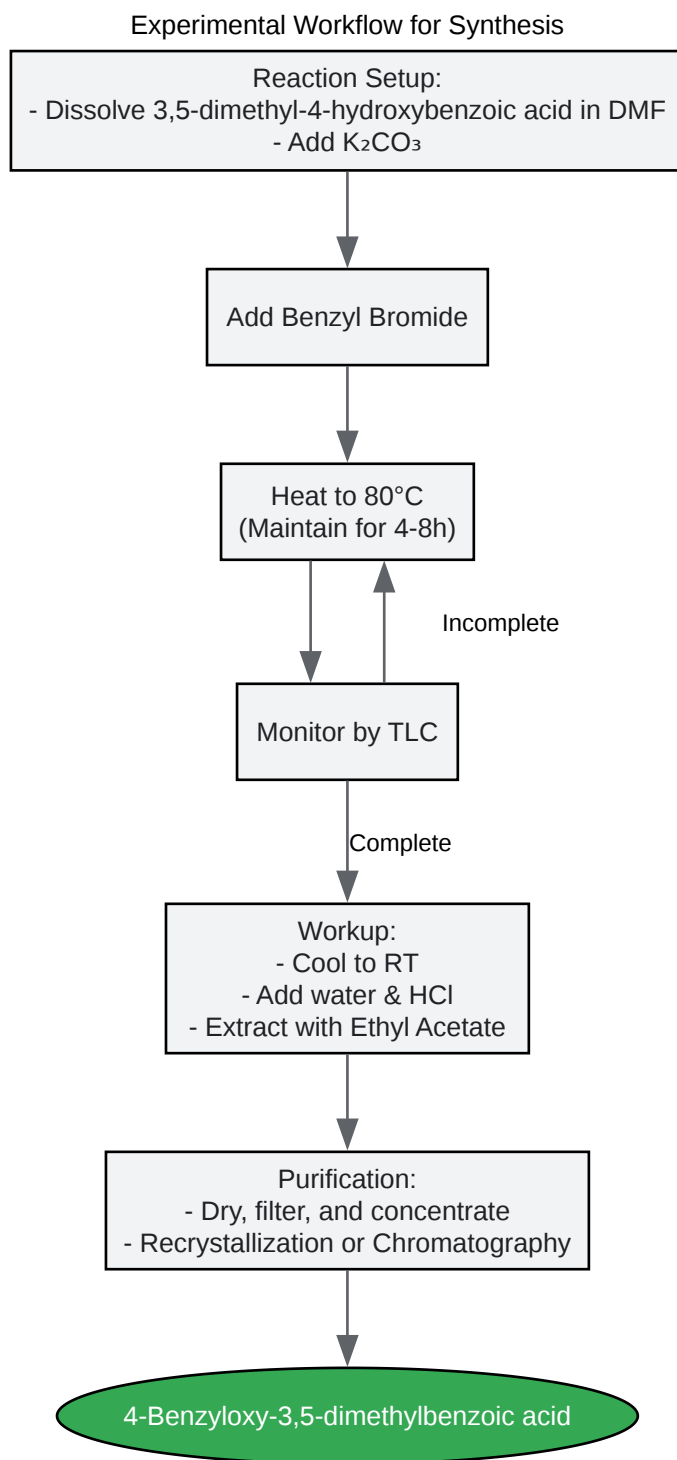 Experimental Workflow for Synthesis
Reaction Setup:
- Dissolve 3,5-dimethyl-4-hydroxybenzoic acid in DMF
- Add K₂CO₃
Add Benzyl Bromide
Heat to 80°C
(Maintain for 4-8h)
Incomplete
Monitor by TLC
Complete
Workup:
- Cool to RT
- Add water & HCl
- Extract with Ethyl Acetate
Purification:
- Dry, filter, and concentrate
- Recrystallization or Chromatography
4-Benzyloxy-3,5-dimethylbenzoic acid